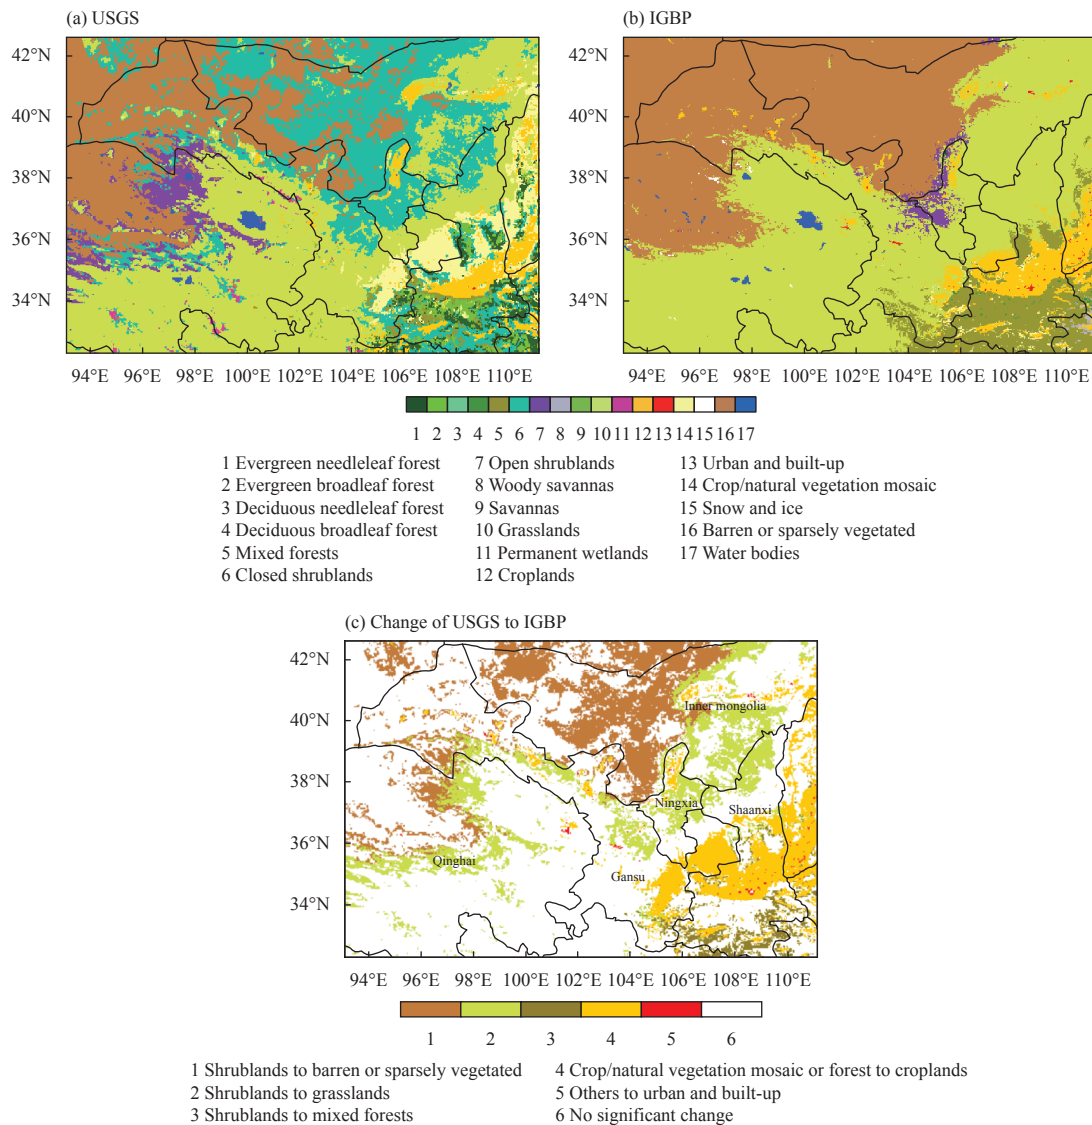 (a) USGS
(b) IGBP
42°N
40°N
38°N
36°N
34°N
94°E 96°E 98°E 100°E 102°E 104°E 106°E 108°E 110°E
42°N
40°N
38°N
36°N
34°N
94°E 96°E 98°E 100°E 102°E 104°E 106°E 108°E 110°E
1 2 3 4 5 6 7 8 9 10 11 12 13 14 15 16 17
1 Evergreen needleleaf forest
2 Evergreen broadleaf forest
3 Deciduous needleleaf forest
4 Deciduous broadleaf forest
5 Mixed forests
6 Closed shrublands
7 Open shrublands
8 Woody savannas
9 Savannas
10 Grasslands
11 Permanent wetlands
12 Croplands
13 Urban and built-up
14 Crop/natural vegetation mosaic
15 Snow and ice
16 Barren or sparsely vegetated
17 Water bodies
(c) Change of USGS to IGBP
42°N
40°N
38°N
36°N
34°N
Inner mongolia
Ningxia
Shaanxi
Qinghai
Gansu
94°E 96°E 98°E 100°E 102°E 104°E 106°E 108°E 110°E
1 2 3 4 5 6
1 Shrublands to barren or sparsely vegetated
2 Shrublands to grasslands
3 Shrublands to mixed forests
4 Crop/natural vegetation mosaic or forest to croplands
5 Others to urban and built-up
6 No significant change